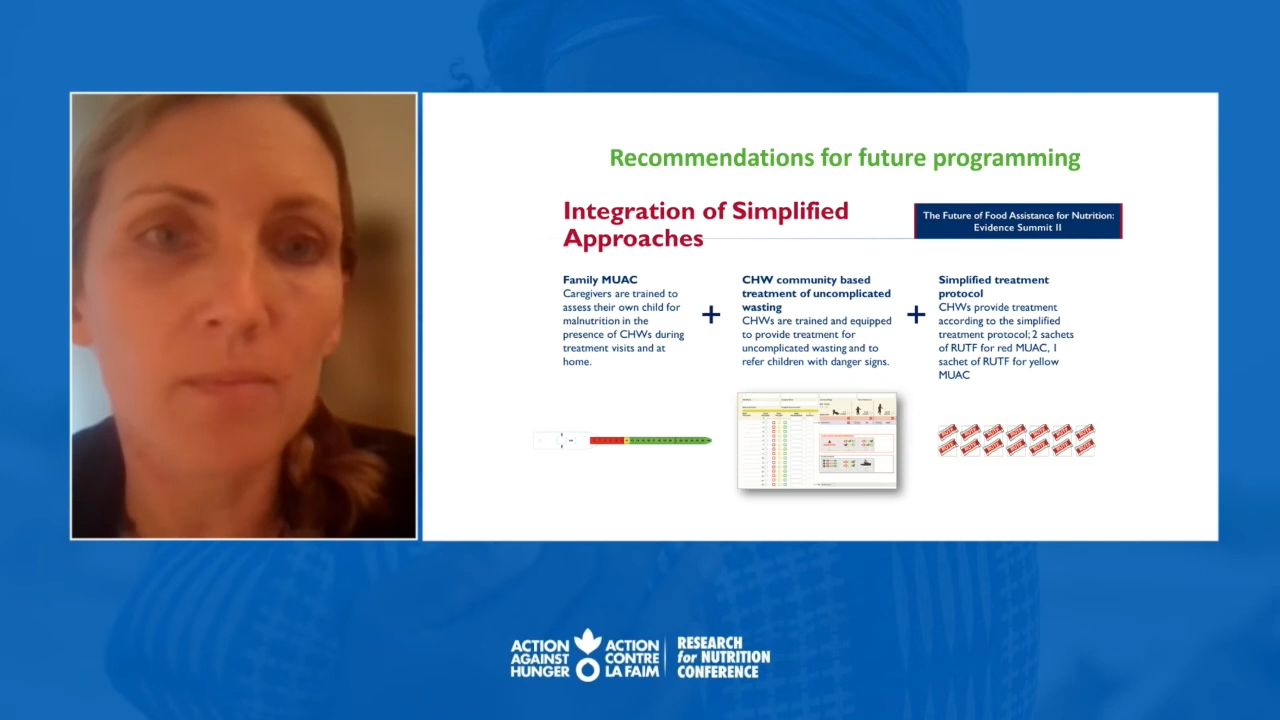 Recommendations for future programming
Integration of Simplified
Approaches
The Future of Food Assistance for Nutrition:
Evidence Summit II
Family MUAC
Caregivers are trained to
assess their own child for
malnutrition in the
presence of CHWs during
treatment visits and at
home.
+
CHW community based
treatment of uncomplicated
wasting
CHWs are trained and equipped
to provide treatment for
uncomplicated wasting and to
refer children with danger signs.
+
Simplified treatment
protocol
CHWs provide treatment
according to the simplified
treatment protocol; 2 sachets
of RUTF for red MUAC, 1
sachet of RUTF for yellow
MUAC
ACTION
AGAINST
HUNGER
ACTION
CONTRE
LA FAIM
RESEARCH
for NUTRITION
CONFERENCE